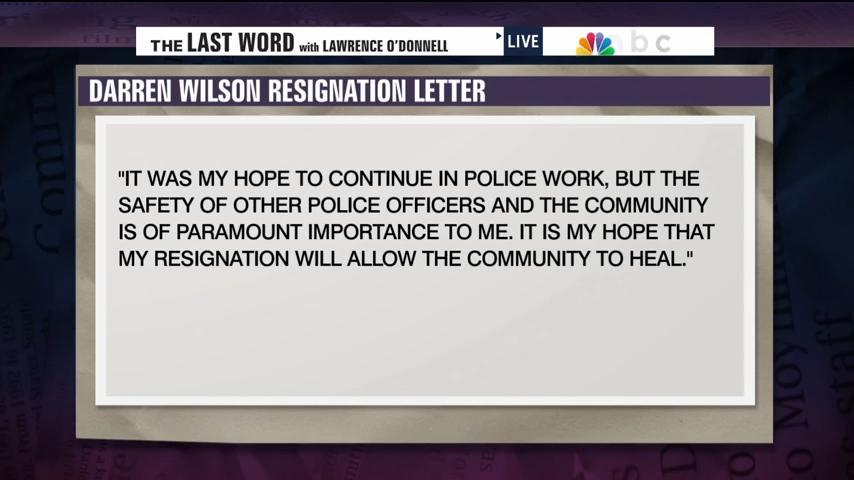 THE LAST WORD with LAWRENCE O'DONNELL
LIVE
nbc
DARREN WILSON RESIGNATION LETTER
"IT WAS MY HOPE TO CONTINUE IN POLICE WORK, BUT THE
SAFETY OF OTHER POLICE OFFICERS AND THE COMMUNITY
IS OF PARAMOUNT IMPORTANCE TO ME. IT IS MY HOPE THAT
MY RESIGNATION WILL ALLOW THE COMMUNITY TO HEAL."